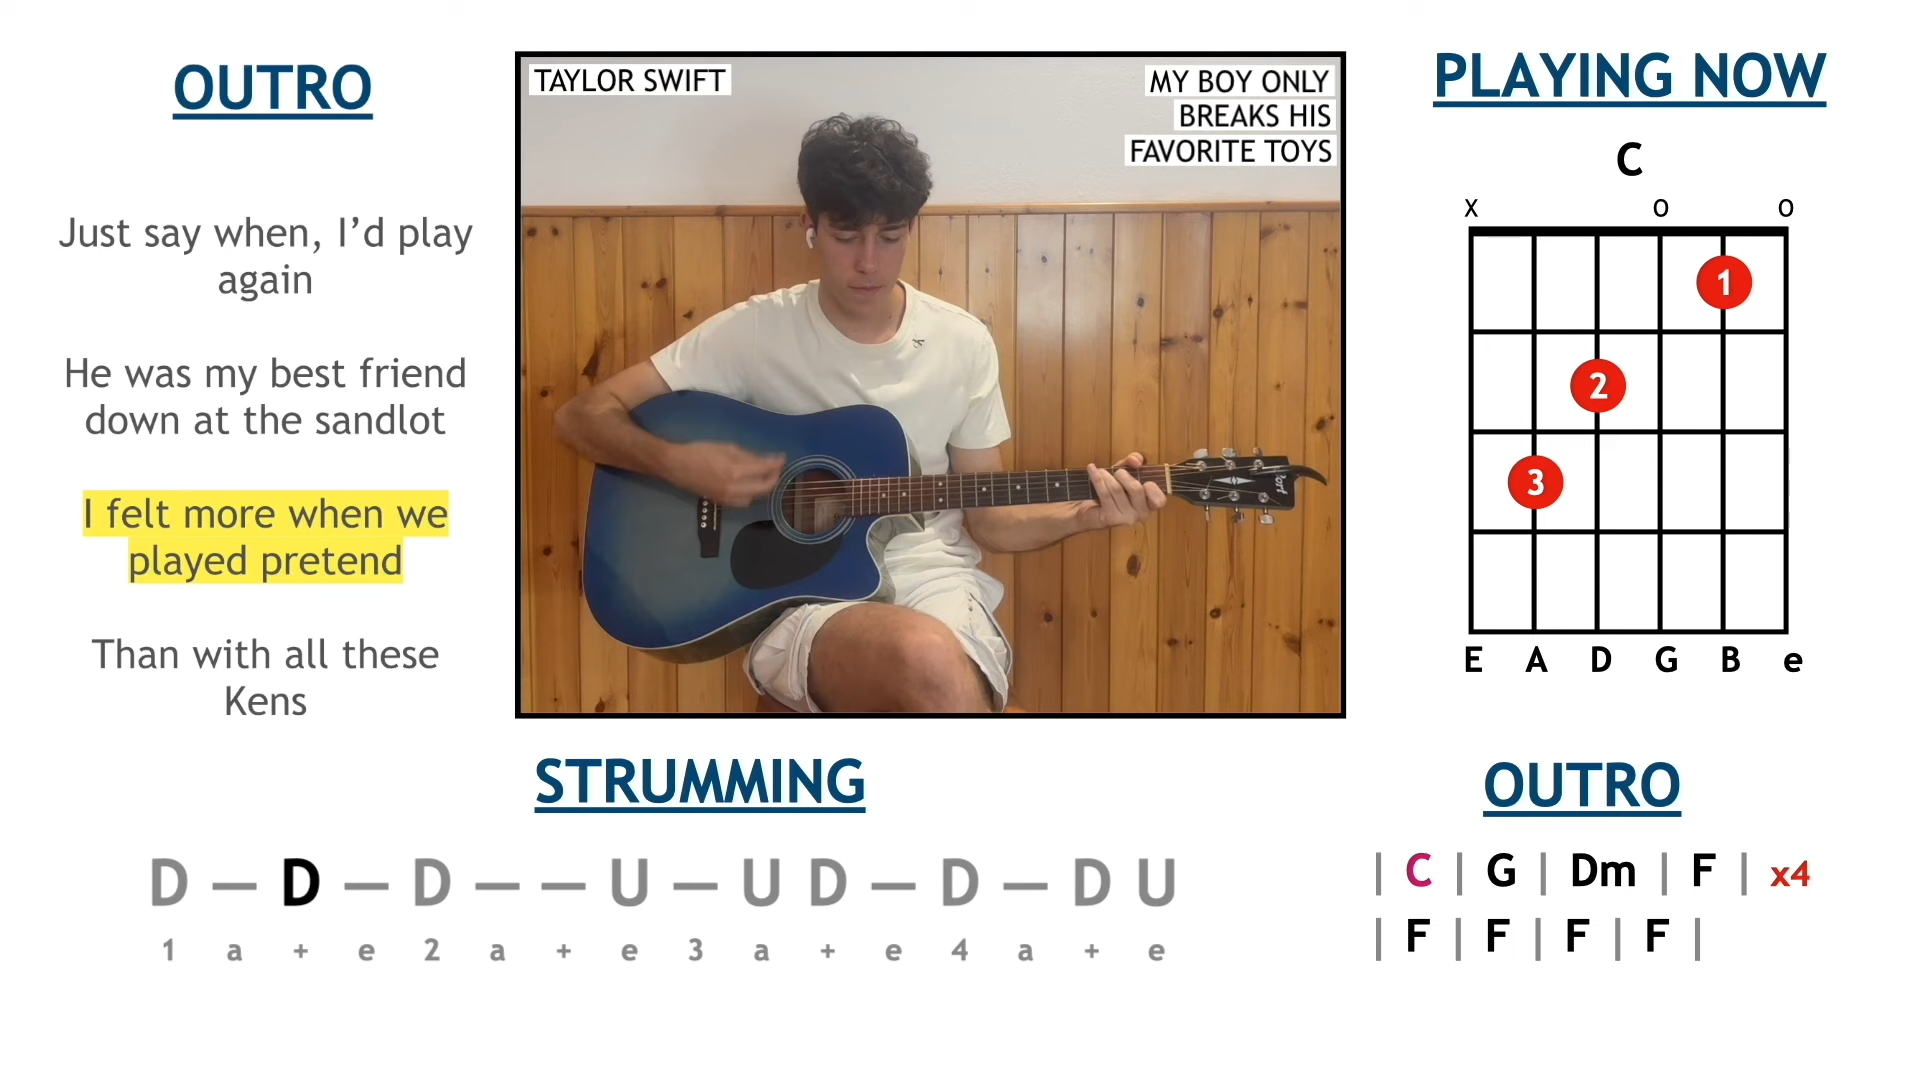 OUTRO
Just say when, I’d play
again
He was my best friend
down at the sandlot
I felt more when we
played pretend
Than with all these
Kens
TAYLOR SWIFT
MY BOY ONLY
BREAKS HIS
FAVORITE TOYS
PLAYING NOW
C
X O O
1
2
3
E A D G B e
STRUMMING
D — D — D — — U — U D — D — D U
1 a + e 2 a + e 3 a + e 4 a + e
OUTRO
| C | G | Dm | F | x4
| F | F | F | F |